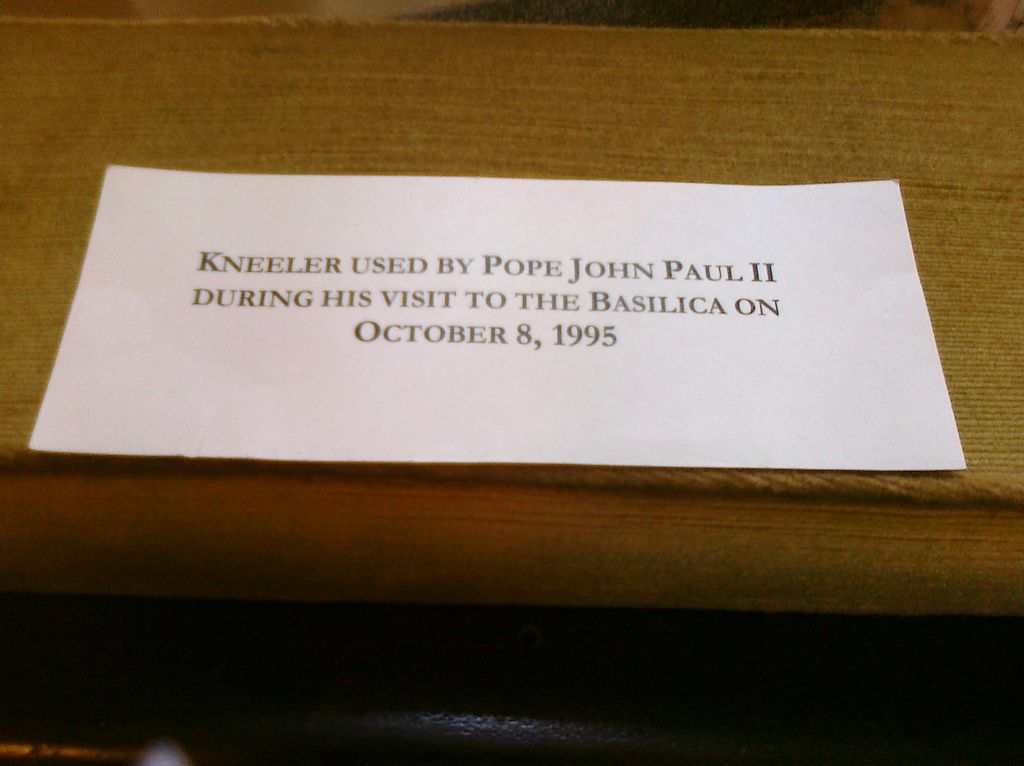 Kneeler used by Pope John Paul II
during his visit to the Basilica on
October 8, 1995